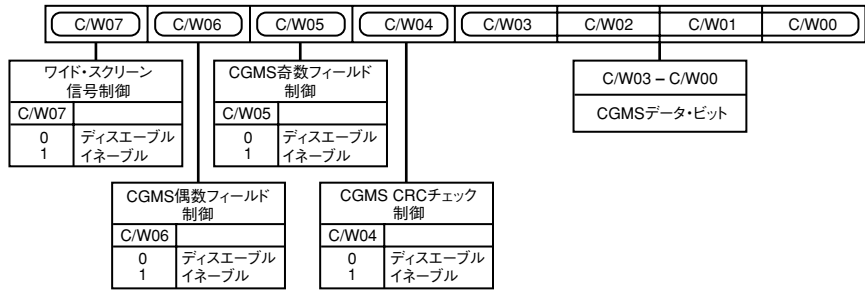 C/W07 C/W06 C/W05 C/W04 C/W03 C/W02 C/W01 C/W00
ワイド・スクリーン
信号制御
C/W07
0 ディスエーブル
1 イネーブル
CGMS奇数フィールド
制御
C/W05
0 ディスエーブル
1 イネーブル
C/W03 – C/W00
CGMSデータ・ビット
CGMS偶数フィールド
制御
C/W06
0 ディスエーブル
1 イネーブル
CGMS CRCチェック
制御
C/W04
0 ディスエーブル
1 イネーブル